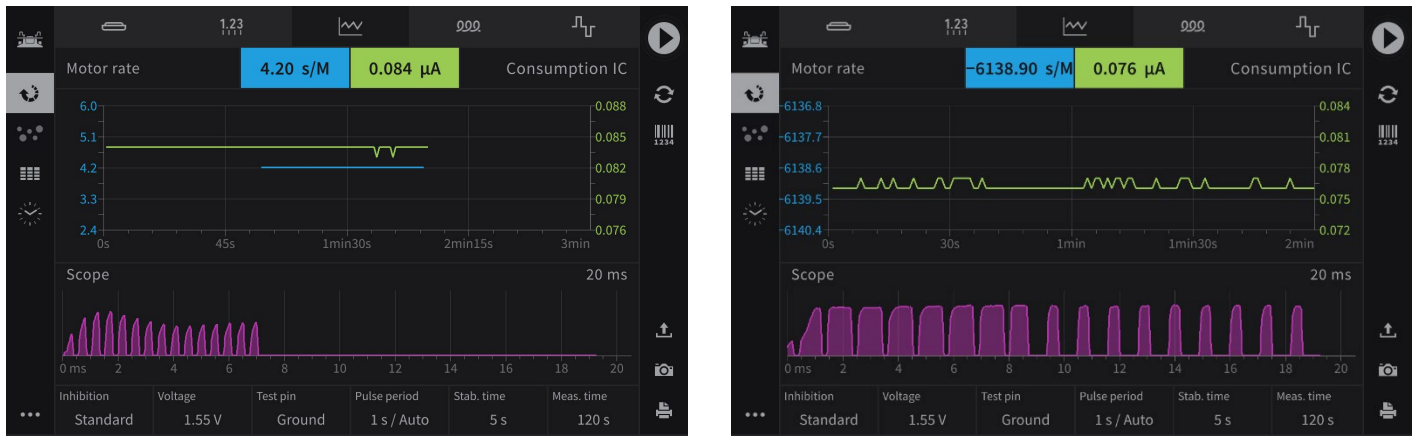 1.23
Motor rate 4.20 s/M 0.084 μA Consumption IC
6.0 0.088
5.1 0.085
4.2 0.082
3.3 0.079
2.4 0.076
0s 45s 1min30s 2min15s 3min
Scope 20 ms
0 ms 2 4 6 8 10 12 14 16 18 20
Inhibition Voltage Test pin Pulse period Stab. time Meas. time
Standard 1.55 V Ground 1 s / Auto 5 s 120 s
1234
1.23
Motor rate -6138.90 s/M 0.076 μA Consumption IC
-6136.8 0.084
-6137.7 0.081
-6138.6 0.078
-6139.5 0.075
-6140.4 0.072
0s 30s 1min 1min30s 2min
Scope 20 ms
0 ms 2 4 6 8 10 12 14 16 18 20
Inhibition Voltage Test pin Pulse period Stab. time Meas. time
Standard 1.55 V Ground 1 s / Auto 5 s 120 s
1234